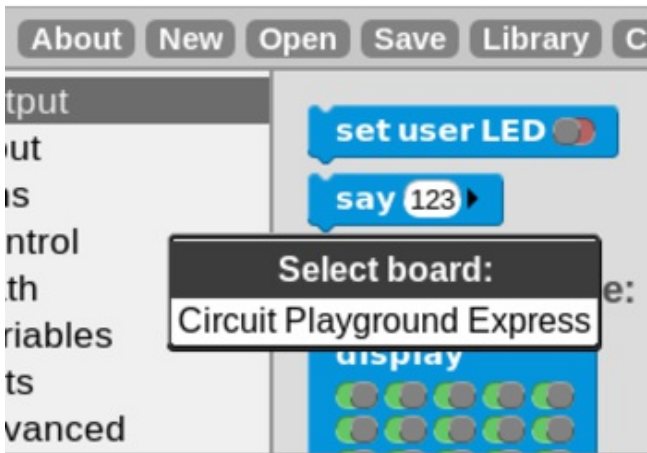 About New Open Save Library C
tput
ut
ns
ntrol
th
riables
ts
vanced
set user LED
say 123
Select board:
Circuit Playground Express
e:
display